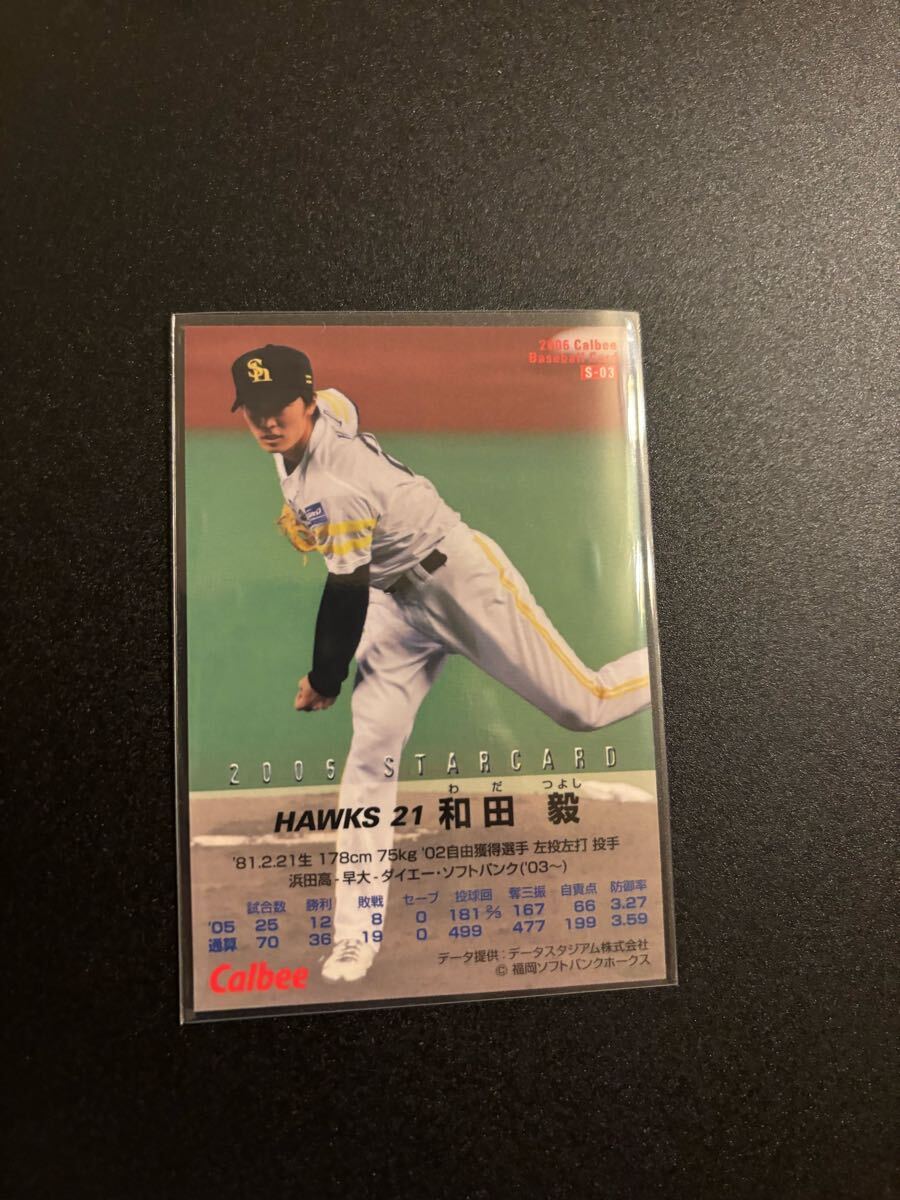 2006 Calbee
Baseball Card
S-03
2006 STARCARD
わだ つよし
HAWKS 21 和田 毅
'81.2.21生 178cm 75kg '02自由獲得選手 左投左打 投手
浜田高-早大-ダイエー・ソフトバンク('03〜)
試合数 勝利 敗戦 セーブ 投球回 奪三振 自責点 防御率
'05 25 12 8 0 181 2/3 167 66 3.27
通算 70 36 19 0 499 477 199 3.59
データ提供:データスタジアム株式会社
Calbee
© 福岡ソフトバンクホークス